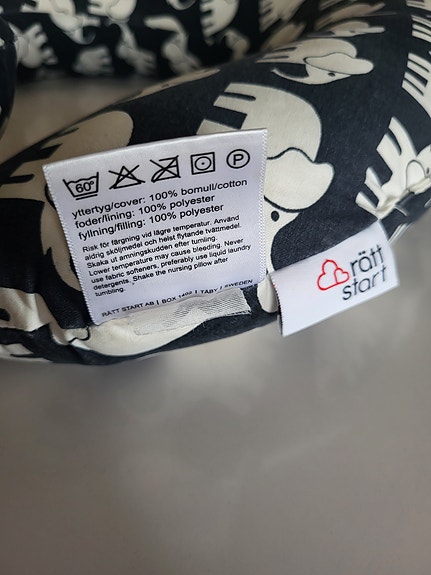 60°
P
yttertyg/cover: 100% bomull/cotton
foder/lining: 100% polyester
fyllning/filling: 100% polyester
Risk för färgning vid lägre temperatur. Använd
aldrig sköljmedel och helst flytande tvättmedel.
Skaka ut amningskudden efter tumling.
Lower temperature may cause bleeding. Never
use fabric softeners, preferably use liquid laundry
detergents. Shake the nursing pillow after
tumbling.
RÄTT START AB | BOX 1402 | TÄBY / SWEDEN
rätt
start